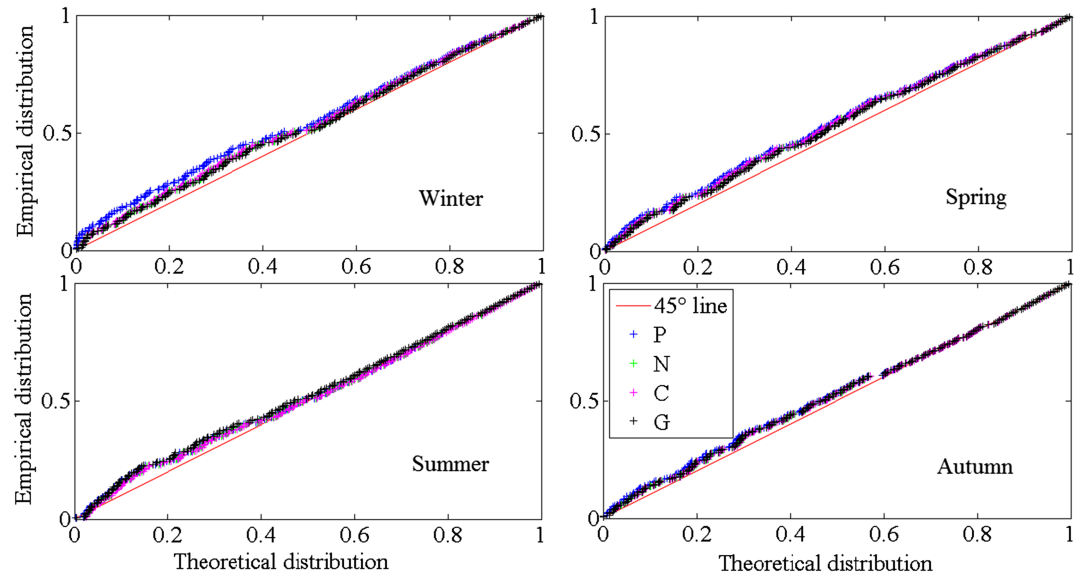 Empirical distribution
1
0.5
0
0 0.2 0.4 0.6 0.8 1
Winter
1
0.5
0
0 0.2 0.4 0.6 0.8 1
Spring
Empirical distribution
1
0.5
0
0 0.2 0.4 0.6 0.8 1
Summer
Theoretical distribution
1
0.5
0
0 0.2 0.4 0.6 0.8 1
45° line
P
N
C
G
Autumn
Theoretical distribution